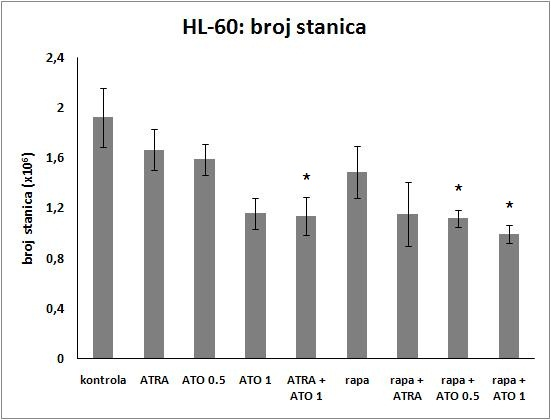 HL-60: broj stanica
broj stanica (x10⁶)
2,4
2
1,6
1,2
0,8
0,4
0
*
*
*
kontrola
ATRA
ATO 0.5
ATO 1
ATRA +
ATO 1
rapa
rapa +
ATRA
rapa +
ATO 0.5
rapa +
ATO 1